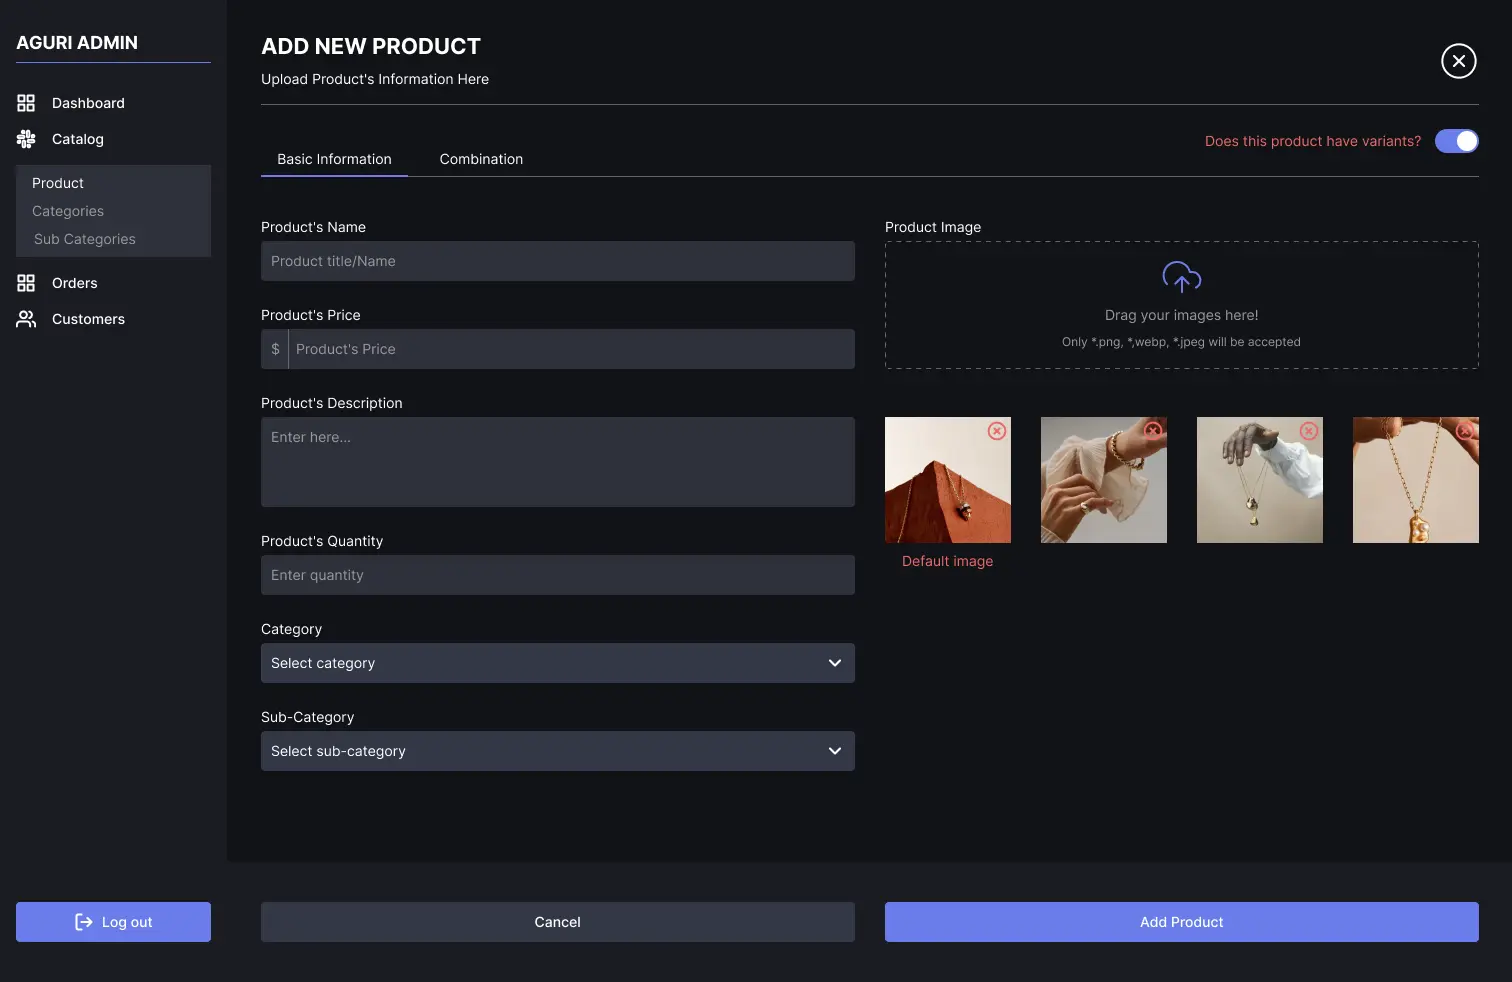 AGURI ADMIN
Dashboard
Catalog
Product
Categories
Sub Categories
Orders
Customers
Log out
ADD NEW PRODUCT
Upload Product's Information Here
Does this product have variants?
Basic Information
Combination
Product's Name
Product title/Name
Product's Price
$ Product's Price
Product's Description
Enter here...
Product's Quantity
Enter quantity
Category
Select category
Sub-Category
Select sub-category
Product Image
Drag your images here!
Only *.png, *,webp, *.jpeg will be accepted
Default image
Cancel
Add Product